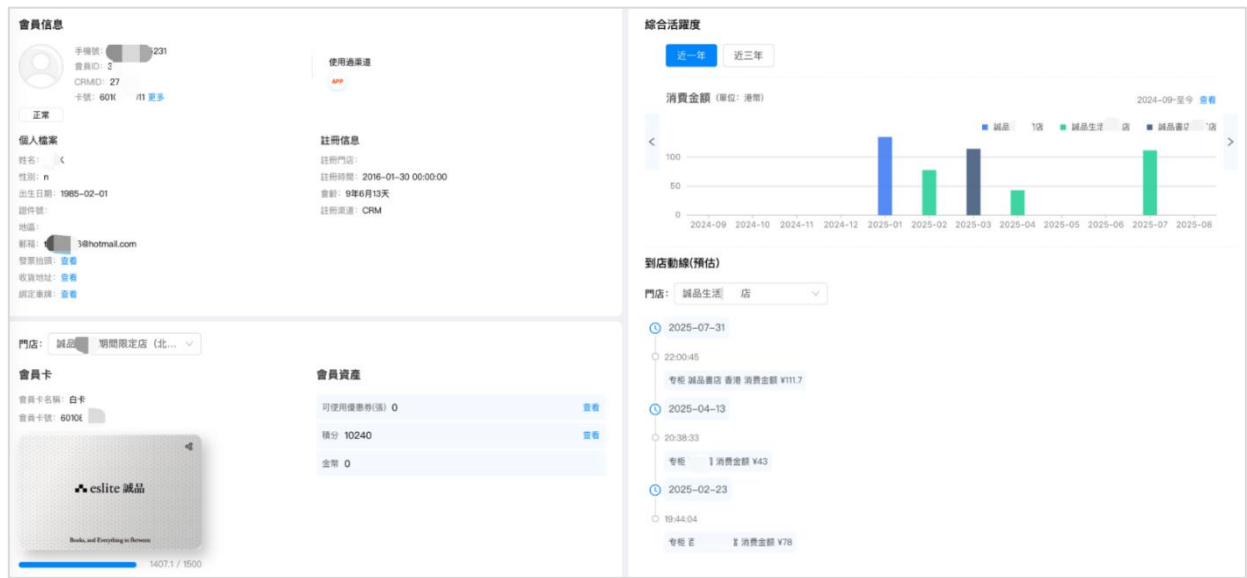 會員信息
手機號: 5231
會員ID: 3
CRMID: 27
卡號: 601 /11 更多
正常
使用過渠道
APP
個人檔案
姓名:
性別: n
出生日期: 1985-02-01
證件號:
地區:
郵箱: @hotmail.com
發票抬頭: 查看
收貨地址: 查看
綁定車牌: 查看
註冊信息
註冊門店:
註冊時間: 2016-01-30 00:00:00
會齡: 9年6月13天
註冊渠道: CRM
門店: 誠品 期間限定店 (北...
會員卡
會員卡名稱: 白卡
會員卡號: 6010
eslite 誠品
Books, and Everything in Between
1407.1 / 1500
會員資產
可使用優惠券(張) 0 查看
積分 10240 查看
金幣 0
綜合活躍度
近一年 近三年
消費金額 (單位: 港幣) 2024-09-至今 查看
誠品 店 誠品生活 店 誠品書店 店
100
50
0
2024-09 2024-10 2024-11 2024-12 2025-01 2025-02 2025-03 2025-04 2025-05 2025-06 2025-07 2025-08
到店動線(預估)
門店: 誠品生活 店
2025-07-31
22:00:45
专柜 誠品書店 香港 消费金額 ¥111.7
2025-04-13
20:38:33
专柜 消费金額 ¥43
2025-02-23
19:44:04
专柜 消费金額 ¥78